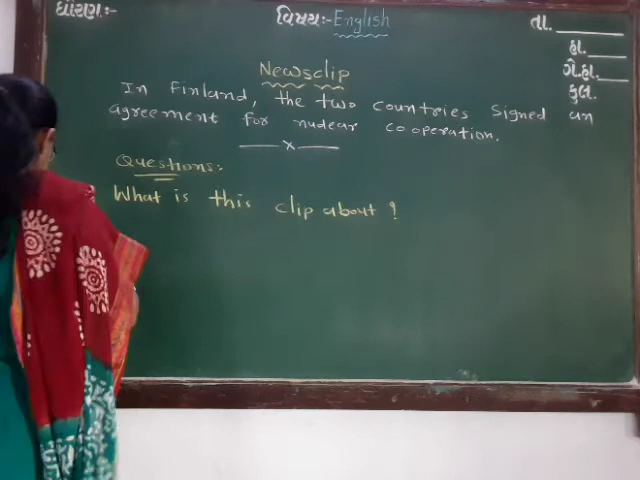 ધોરણ:-
વિષય:- English
તા.
હા.
ગે.હા.
કુલ.
Newsclip
In Finland, the two countries signed an
agreement for nuclear cooperation.
x
Questions:
What is this clip about?